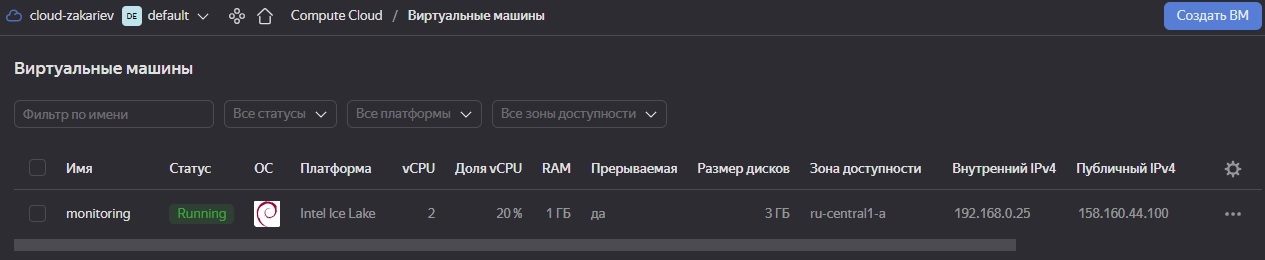 cloud-zakariev DE default Compute Cloud / Виртуальные машины Создать ВМ
Виртуальные машины
Фильтр по имени Все статусы Все платформы Все зоны доступности
Имя Статус ОС Платформа vCPU Доля vCPU RAM Прерываемая Размер дисков Зона доступности Внутренний IPv4 Публичный IPv4
monitoring Running Intel Ice Lake 2 20 % 1 ГБ да 3 ГБ ru-central1-a 192.168.0.25 158.160.44.100